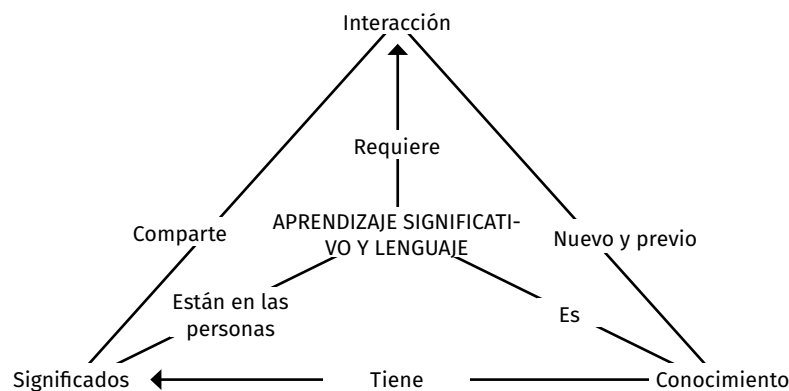 Interacción
Requiere
Comparte
APRENDIZAJE SIGNIFICATI-
VO Y LENGUAJE
Nuevo y previo
Están en las
personas
Es
Significados
Tiene
Conocimiento